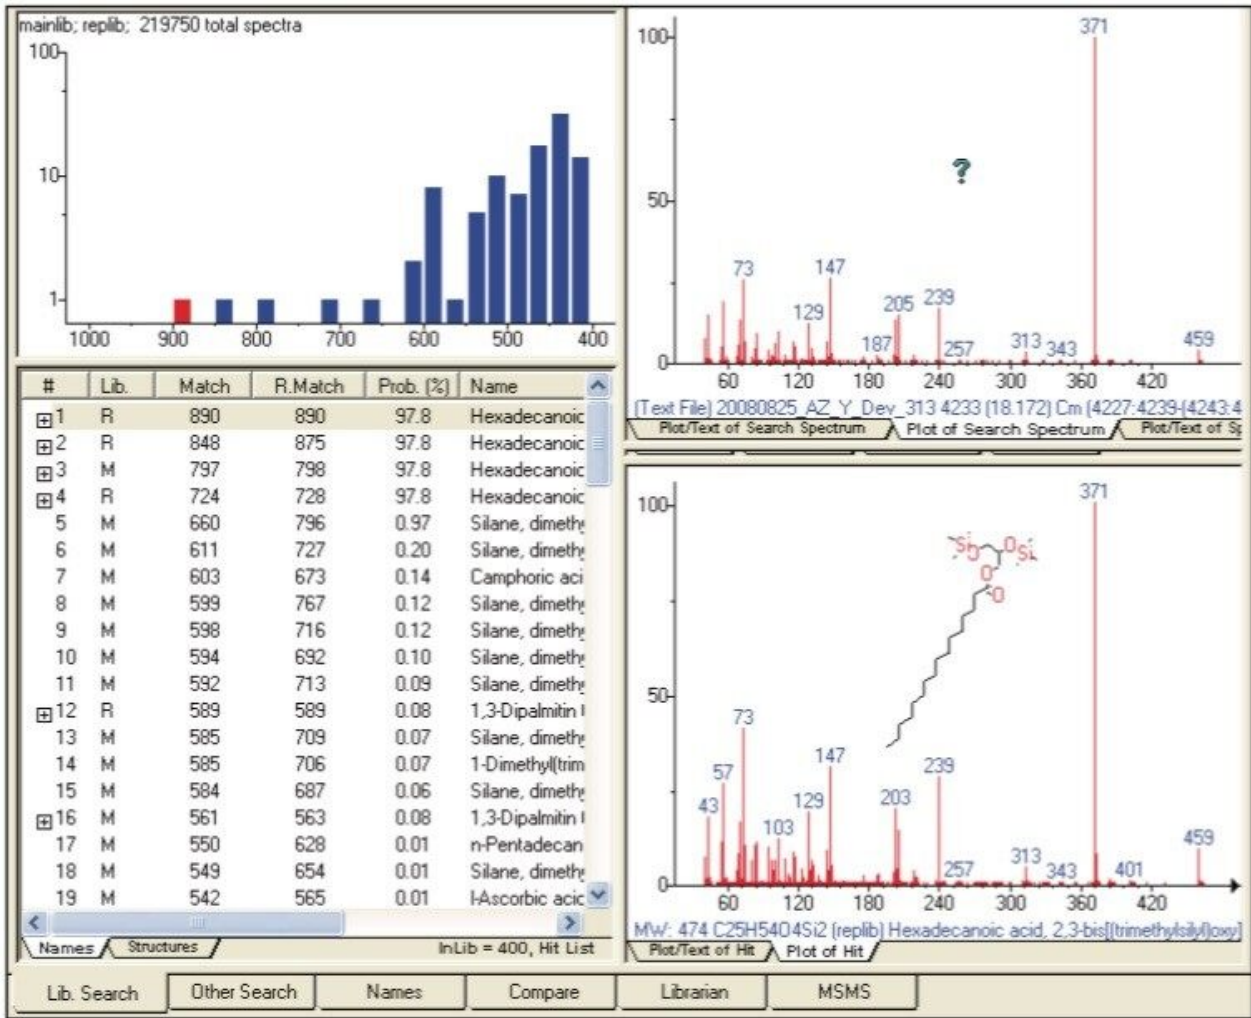 mainlib; replib; 219750 total spectra
100
10
1
1000 900 800 700 600 500 400
# Lib. Match R.Match Prob. (%) Name
1 R 890 890 97.8 Hexadecanoic
2 R 848 875 97.8 Hexadecanoic
3 M 797 798 97.8 Hexadecanoic
4 R 724 728 97.8 Hexadecanoic
5 M 660 796 0.97 Silane, dimethy
6 M 611 727 0.20 Silane, dimethy
7 M 603 673 0.14 Camphoric aci
8 M 599 767 0.12 Silane, dimethy
9 M 598 716 0.12 Silane, dimethy
10 M 594 692 0.10 Silane, dimethy
11 M 592 713 0.09 Silane, dimethy
12 R 589 589 0.08 1,3-Dipalmitin
13 M 585 709 0.07 Silane, dimethy
14 M 585 706 0.07 1-Dimethyl(trim
15 M 584 687 0.06 Silane, dimethy
16 M 561 563 0.08 1,3-Dipalmitin
17 M 550 628 0.01 n-Pentadecan
18 M 549 654 0.01 Silane, dimethy
19 M 542 565 0.01 l-Ascorbic acic
Names Structures InLib = 400, Hit List
371
100
?
50
73 147
129 205 239
187 257 313 343 459
0
60 120 180 240 300 360 420
(Text File) 20080825_AZ_Y_Dev_313 4233 (18.172) Cm (4227:4239-(4243:4
Plot/Text of Search Spectrum Plot of Search Spectrum Plot/Text of Sp
371
100
Si O O Si
O
O
50
73
57 147 239
43 103 129 203
257 313 343 401 459
0
60 120 180 240 300 360 420
MW: 474 C25H54O4Si2 (replib) Hexadecanoic acid, 2,3-bis[(trimethylsilyl)oxy]
Plot/Text of Hit Plot of Hit
Lib. Search Other Search Names Compare Librarian MSMS